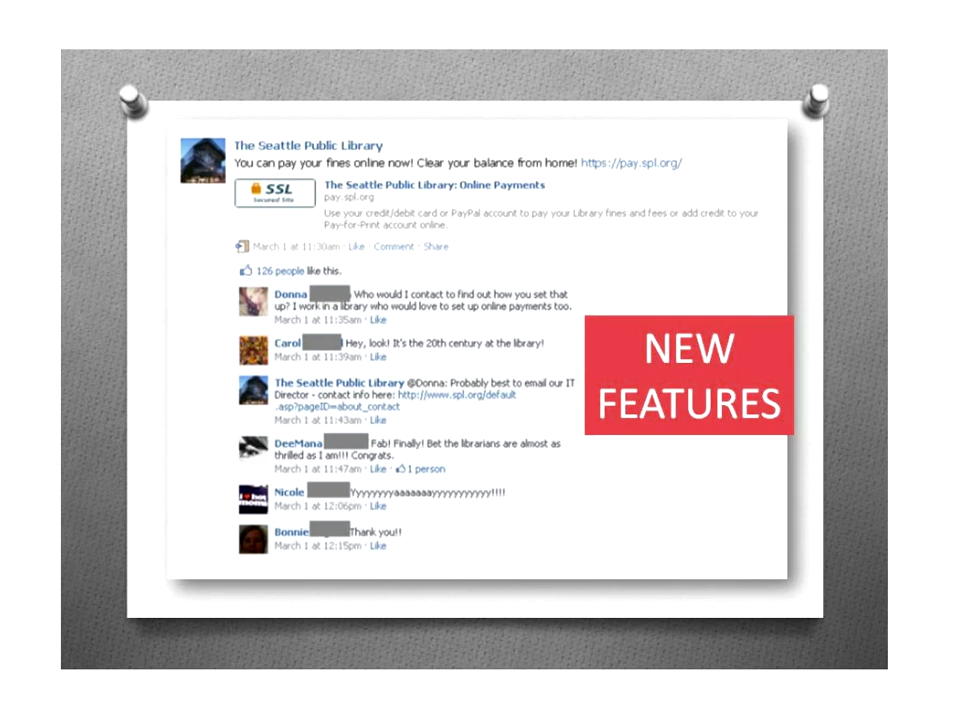 The Seattle Public Library
You can pay your fines online now! Clear your balance from home! https://pay.spl.org/
SSL
Secured Site
The Seattle Public Library: Online Payments
pay.spl.org
Use your credit/debit card or PayPal account to pay your Library fines and fees or add credit to your
Pay-for-Print account online.
March 1 at 11:30am · Like · Comment · Share
126 people like this.
Donna Who would I contact to find out how you set that
up? I work in a library who would love to set up online payments too.
March 1 at 11:35am · Like
Carol Hey, look! It's the 20th century at the library!
March 1 at 11:39am · Like
The Seattle Public Library @Donna: Probably best to email our IT
Director - contact info here: http://www.spl.org/default
.asp?pageID=about_contact
March 1 at 11:43am · Like
DeeMana Fab! Finally! Bet the librarians are almost as
thrilled as I am!!! Congrats.
March 1 at 11:47am · Like · 1 person
i ♥ hot
moms
Nicole Yyyyyyyaaaaaaayyyyyyyyyyy!!!!
March 1 at 12:06pm · Like
Bonnie Thank you!!
March 1 at 12:15pm · Like
NEW
FEATURES